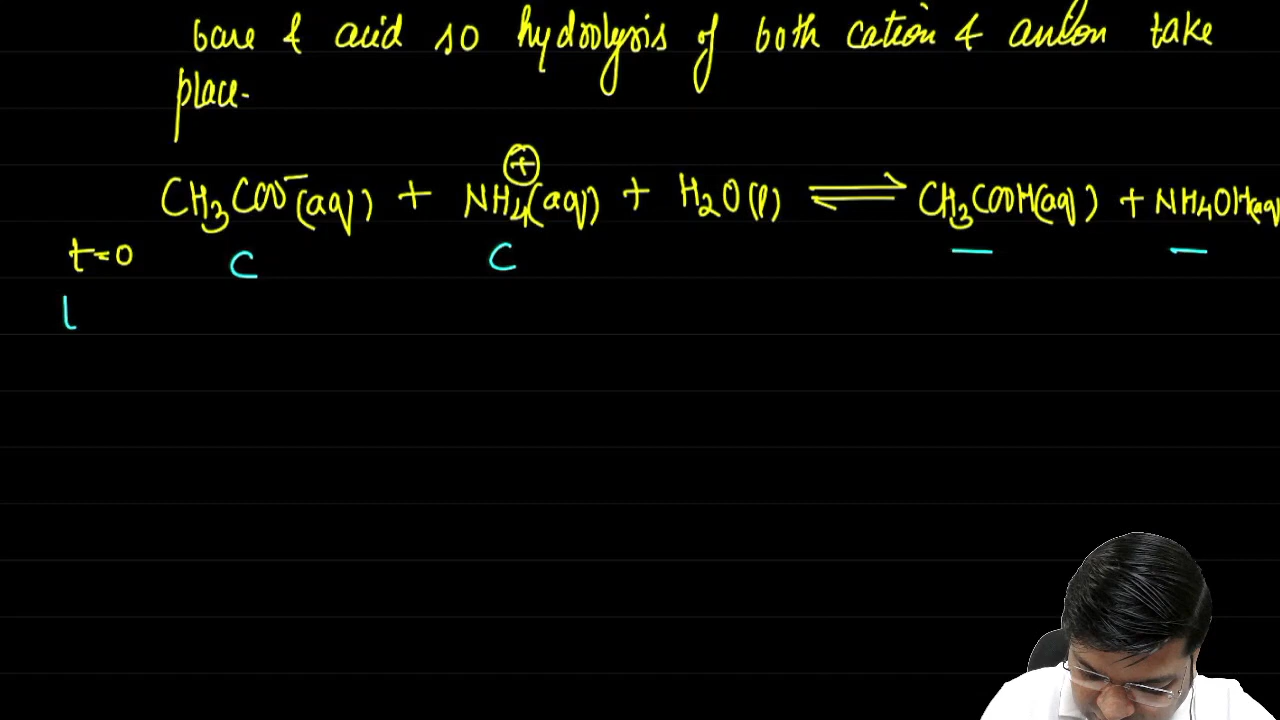 base & acid so hydrolysis of both cation & anion take
place.
CH₃COO⁻(aq) + NH₄⊕(aq) + H₂O(l) ⇌ CH₃COOH(aq) + NH₄OH(aq
t=0 C C — —